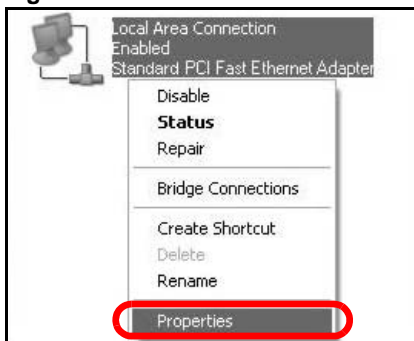 Local Area Connection
Enabled
Standard PCI Fast Ethernet Adapter
Disable
Status
Repair
Bridge Connections
Create Shortcut
Delete
Rename
Properties